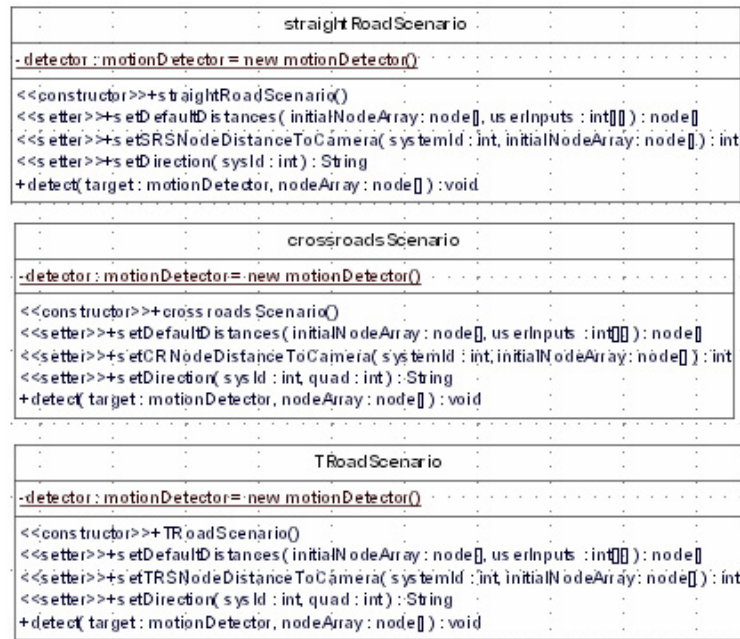 straightRoadScenario
- detector : motionDetector = new motionDetector()
<<constructor>>+straightRoadScenario()
<<setter>>+setDefaultDistances( initialNodeArray : node[], userInputs : int[][] ) : node[]
<<setter>>+setSRSNodeDistanceToCamera( systemId : int, initialNodeArray : node[] ) : int
<<setter>>+setDirection( sysId : int ) : String
+detect( target : motionDetector, nodeArray : node[] ) : void
crossroadsScenario
-detector : motionDetector = new motionDetector()
<<constructor>>+crossroadsScenario()
<<setter>>+setDefaultDistances( initialNodeArray : node[], userInputs : int[][] ) : node[]
<<setter>>+setCRNodeDistanceToCamera( systemId : int, initialNodeArray : node[] ) : int
<<setter>>+setDirection( sysId : int, quad : int ) : String
+detect( target : motionDetector, nodeArray : node[] ) : void
TRoadScenario
-detector : motionDetector = new motionDetector()
<<constructor>>+TRoadScenario()
<<setter>>+setDefaultDistances( initialNodeArray : node[], userInputs : int[][] ) : node[]
<<setter>>+setTRSNodeDistanceToCamera( systemId : int, initialNodeArray : node[] ) : int
<<setter>>+setDirection( sysId : int, quad : int ) : String
+detect( target : motionDetector, nodeArray : node[] ) : void